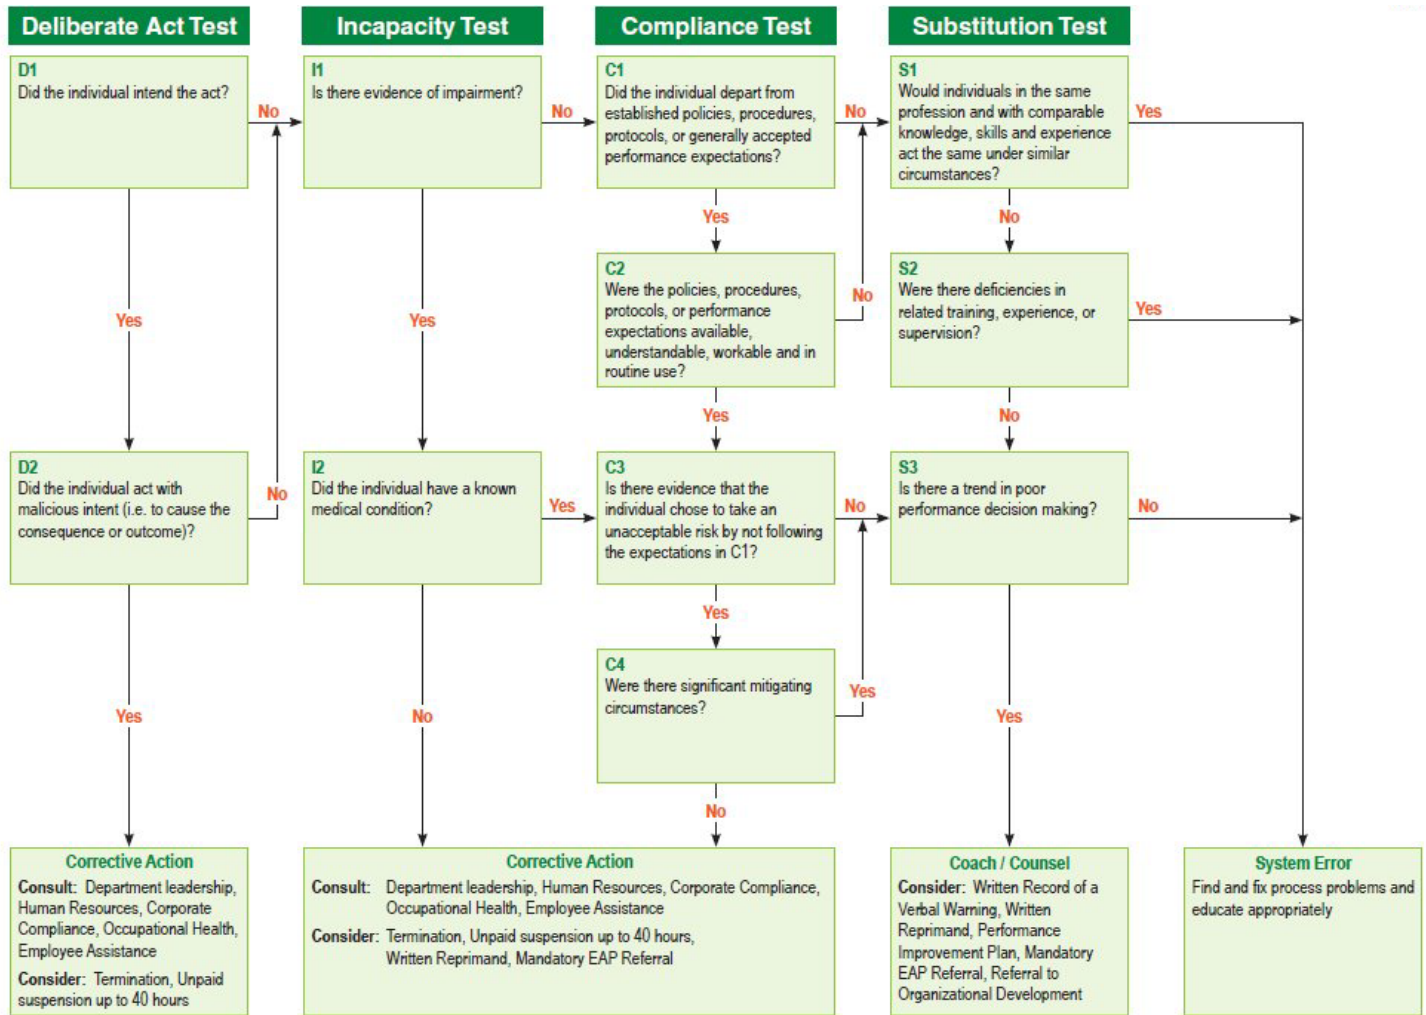 Deliberate Act Test
Incapacity Test
Compliance Test
Substitution Test
D1
Did the individual intend the act?
No
Yes
D2
Did the individual act with
malicious intent (i.e. to cause the
consequence or outcome)?
No
Yes
Corrective Action
Consult: Department leadership,
Human Resources, Corporate
Compliance, Occupational Health,
Employee Assistance
Consider: Termination, Unpaid
suspension up to 40 hours
I1
Is there evidence of impairment?
No
Yes
I2
Did the individual have a known
medical condition?
Yes
No
C1
Did the individual depart from
established policies, procedures,
protocols, or generally accepted
performance expectations?
No
Yes
C2
Were the policies, procedures,
protocols, or performance
expectations available,
understandable, workable and in
routine use?
No
Yes
C3
Is there evidence that the
individual chose to take an
unacceptable risk by not following
the expectations in C1?
No
Yes
C4
Were there significant mitigating
circumstances?
Yes
No
Corrective Action
Consult: Department leadership, Human Resources, Corporate Compliance,
Occupational Health, Employee Assistance
Consider: Termination, Unpaid suspension up to 40 hours,
Written Reprimand, Mandatory EAP Referral
S1
Would individuals in the same
profession and with comparable
knowledge, skills and experience
act the same under similar
circumstances?
Yes
No
S2
Were there deficiencies in
related training, experience, or
supervision?
Yes
No
S3
Is there a trend in poor
performance decision making?
No
Yes
Coach / Counsel
Consider: Written Record of a
Verbal Warning, Written
Reprimand, Performance
Improvement Plan, Mandatory
EAP Referral, Referral to
Organizational Development
System Error
Find and fix process problems and
educate appropriately